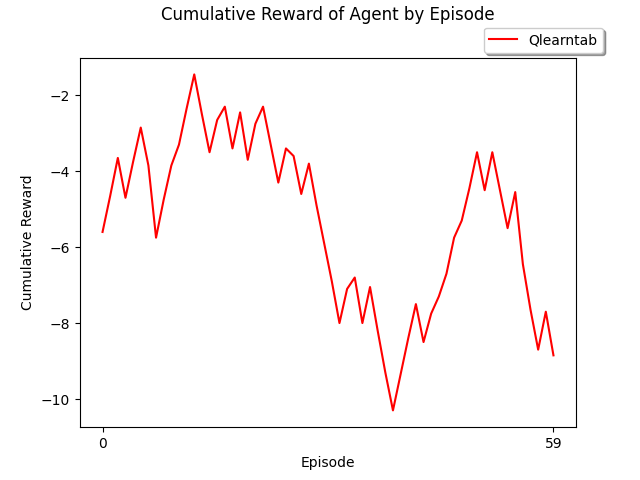 Cumulative Reward of Agent by Episode
Qlearntab
−2
−4
−6
−8
−10
Cumulative Reward
0 59
Episode